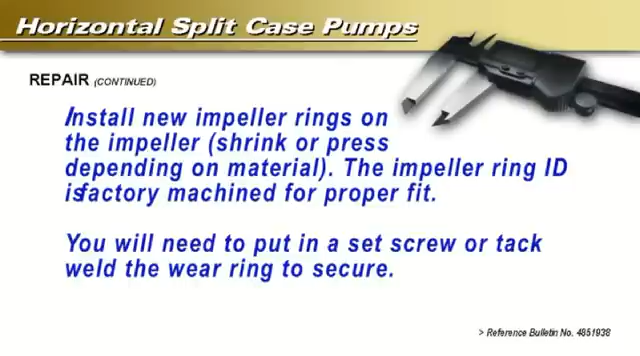 Horizontal Split Case Pumps
REPAIR (CONTINUED)
Install new impeller rings on
the impeller (shrink or press
depending on material). The impeller ring ID
is factory machined for proper fit.
You will need to put in a set screw or tack
weld the wear ring to secure.
> Reference Bulletin No. 4851938